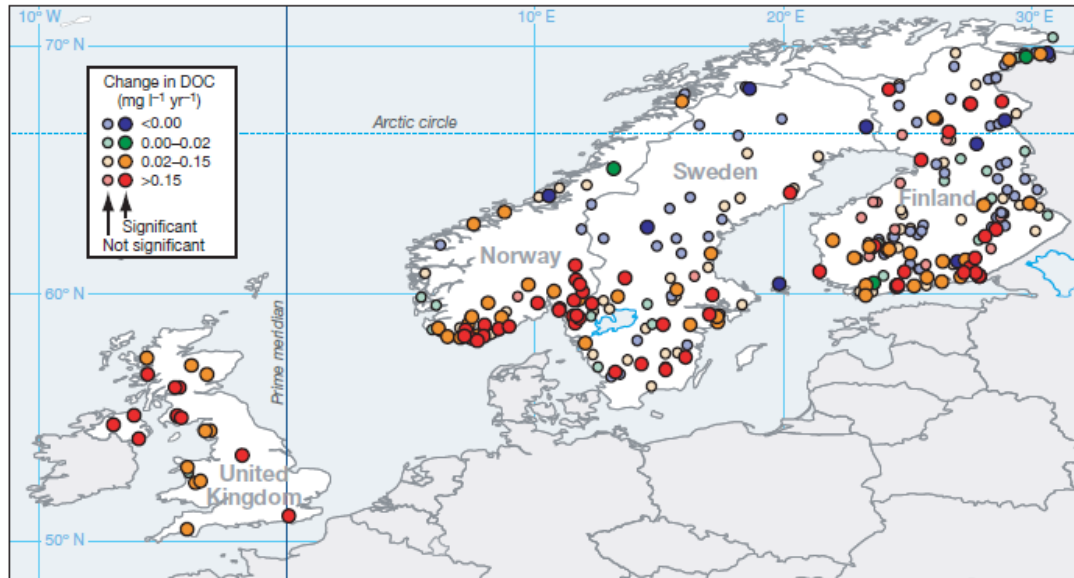 10° W
10° E
20° E
30° E
70° N
Change in DOC
(mg l⁻¹ yr⁻¹)
<0.00
0.00–0.02
0.02–0.15
>0.15
Significant
Not significant
Arctic circle
Sweden
Finland
Norway
60° N
Prime meridian
United
Kingdom
50° N